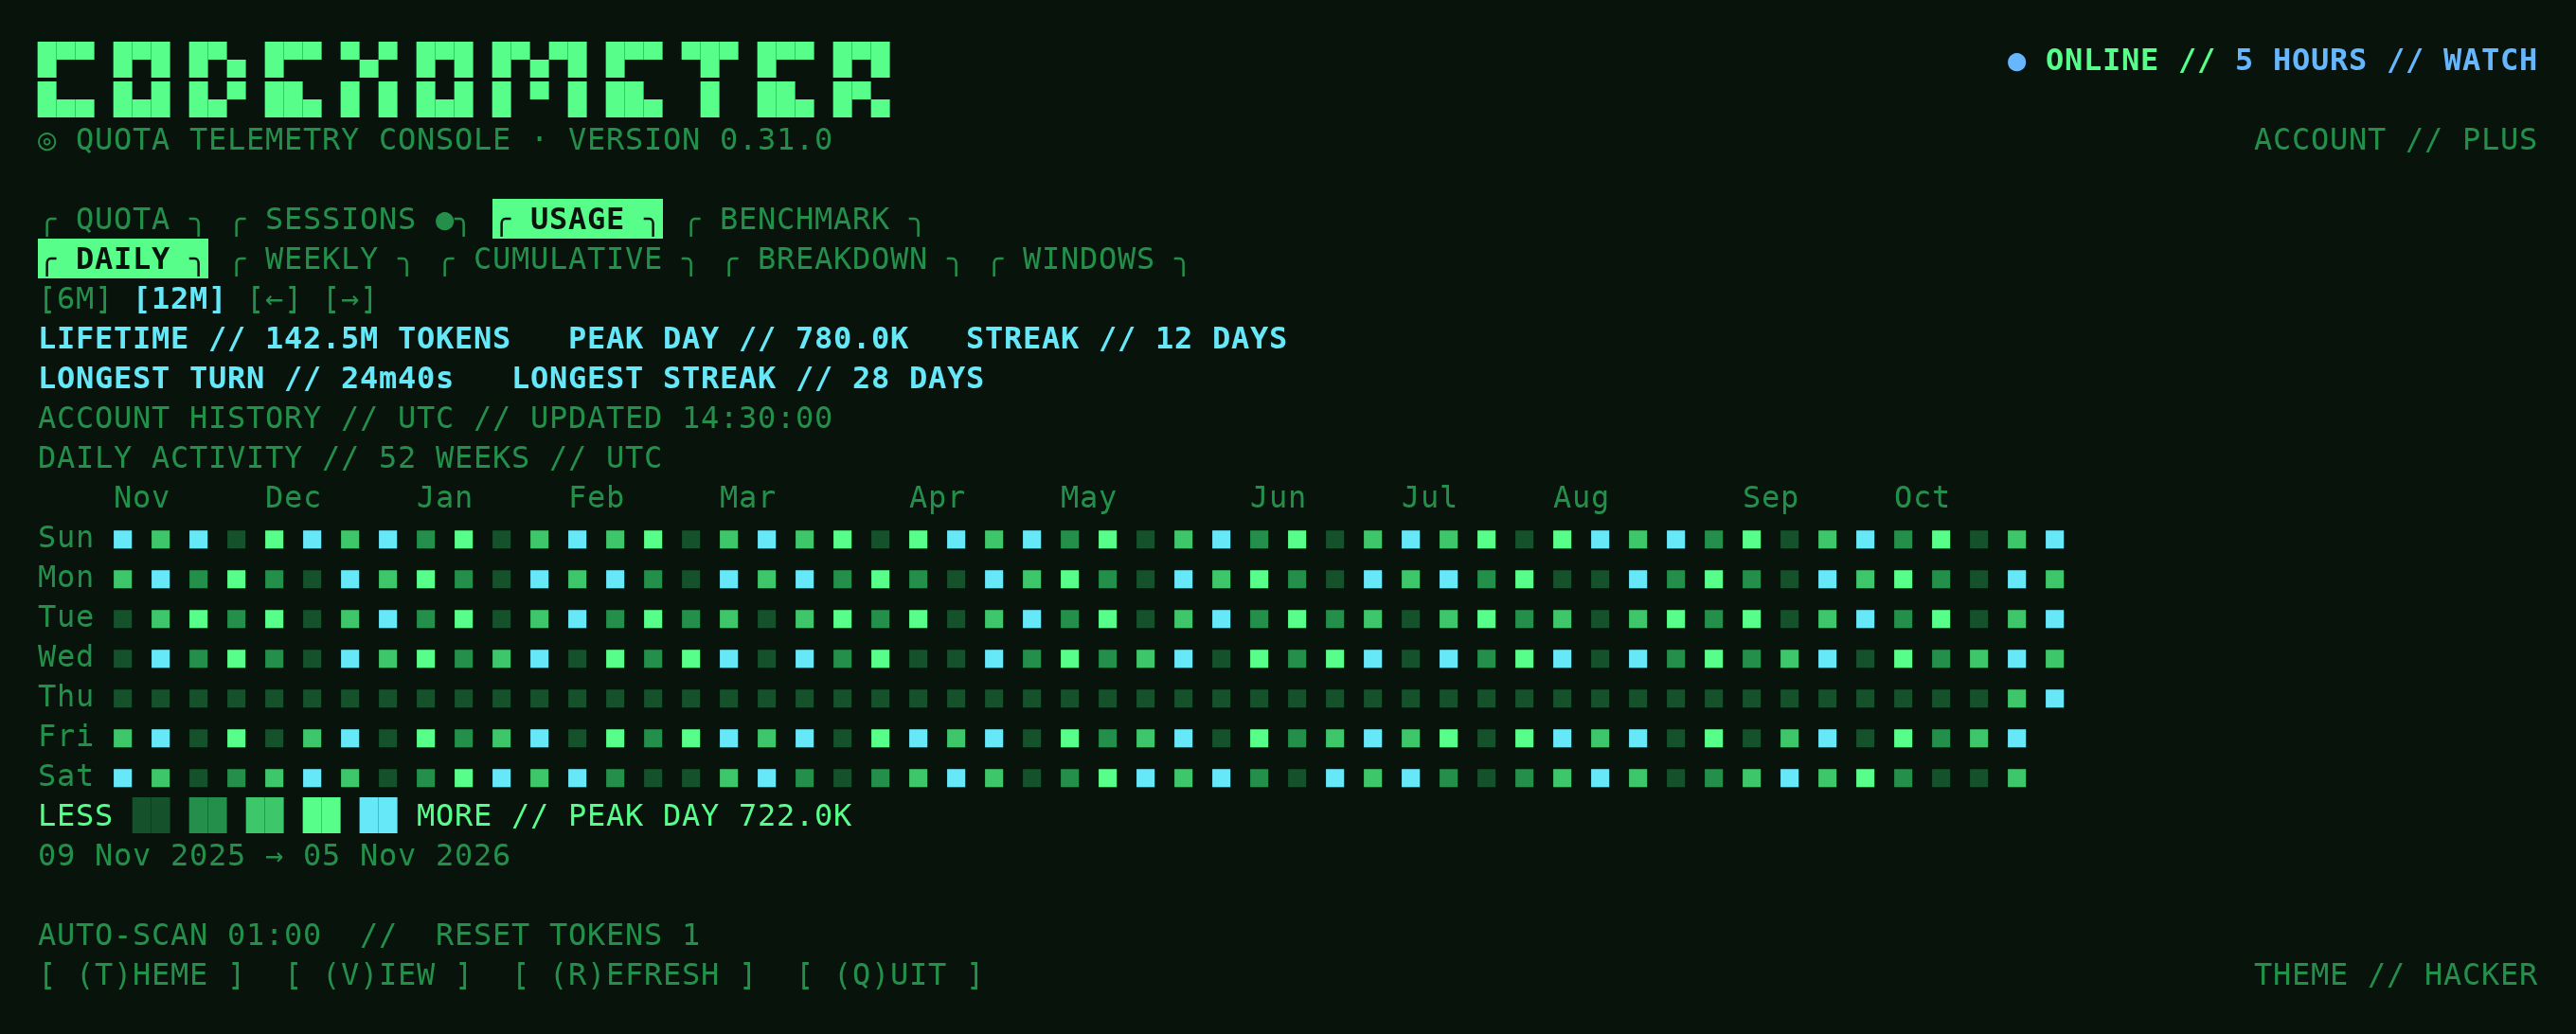 CODEXOMETER
● ONLINE // 5 HOURS // WATCH
◎ QUOTA TELEMETRY CONSOLE · VERSION 0.31.0
ACCOUNT // PLUS
╭ QUOTA ╮ ╭ SESSIONS ●╮ ╭ USAGE ╮ ╭ BENCHMARK ╮
╭ DAILY ╮ ╭ WEEKLY ╮ ╭ CUMULATIVE ╮ ╭ BREAKDOWN ╮ ╭ WINDOWS ╮
[6M] [12M] [←] [→]
LIFETIME // 142.5M TOKENS   PEAK DAY // 780.0K   STREAK // 12 DAYS
LONGEST TURN // 24m40s   LONGEST STREAK // 28 DAYS
ACCOUNT HISTORY // UTC // UPDATED 14:30:00
DAILY ACTIVITY // 52 WEEKS // UTC
Nov Dec Jan Feb Mar Apr May Jun Jul Aug Sep Oct
Sun
Mon
Tue
Wed
Thu
Fri
Sat
LESS MORE // PEAK DAY 722.0K
09 Nov 2025 → 05 Nov 2026
AUTO-SCAN 01:00  //  RESET TOKENS 1
[ (T)HEME ]  [ (V)IEW ]  [ (R)EFRESH ]  [ (Q)UIT ]
THEME // HACKER